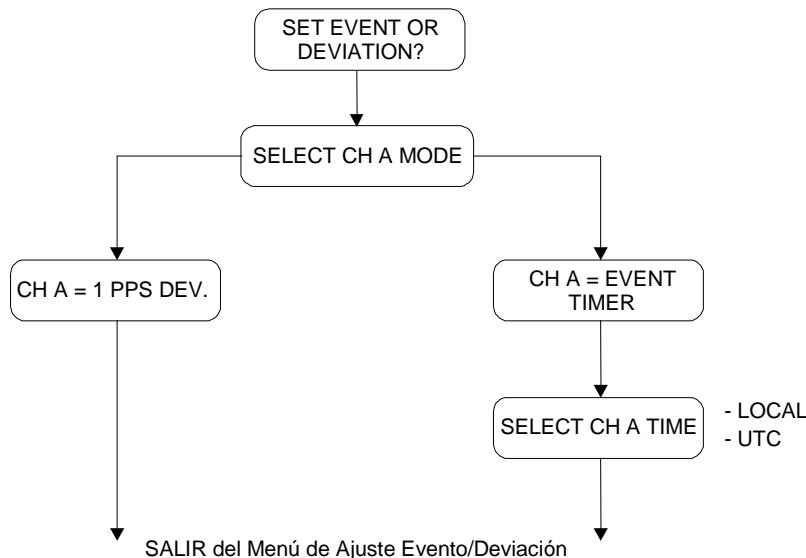 SET EVENT OR
DEVIATION?
SELECT CH A MODE
CH A = 1 PPS DEV.
CH A = EVENT
TIMER
SELECT CH A TIME
- LOCAL
- UTC
SALIR del Menú de Ajuste Evento/Deviación